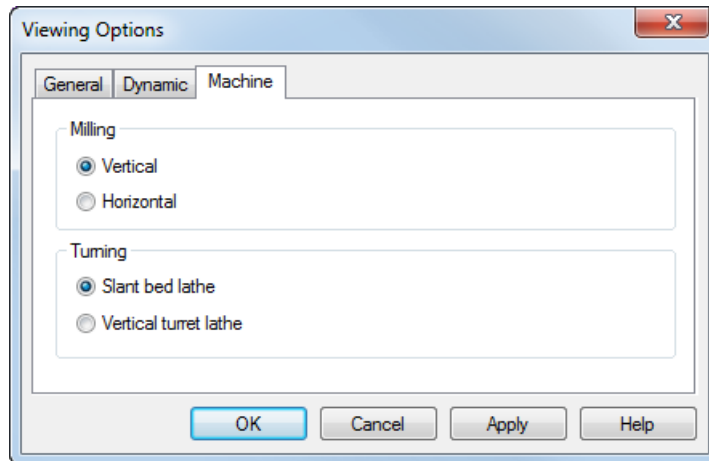 Viewing Options
General Dynamic Machine
Milling
Vertical
Horizontal
Turning
Slant bed lathe
Vertical turret lathe
OK Cancel Apply Help